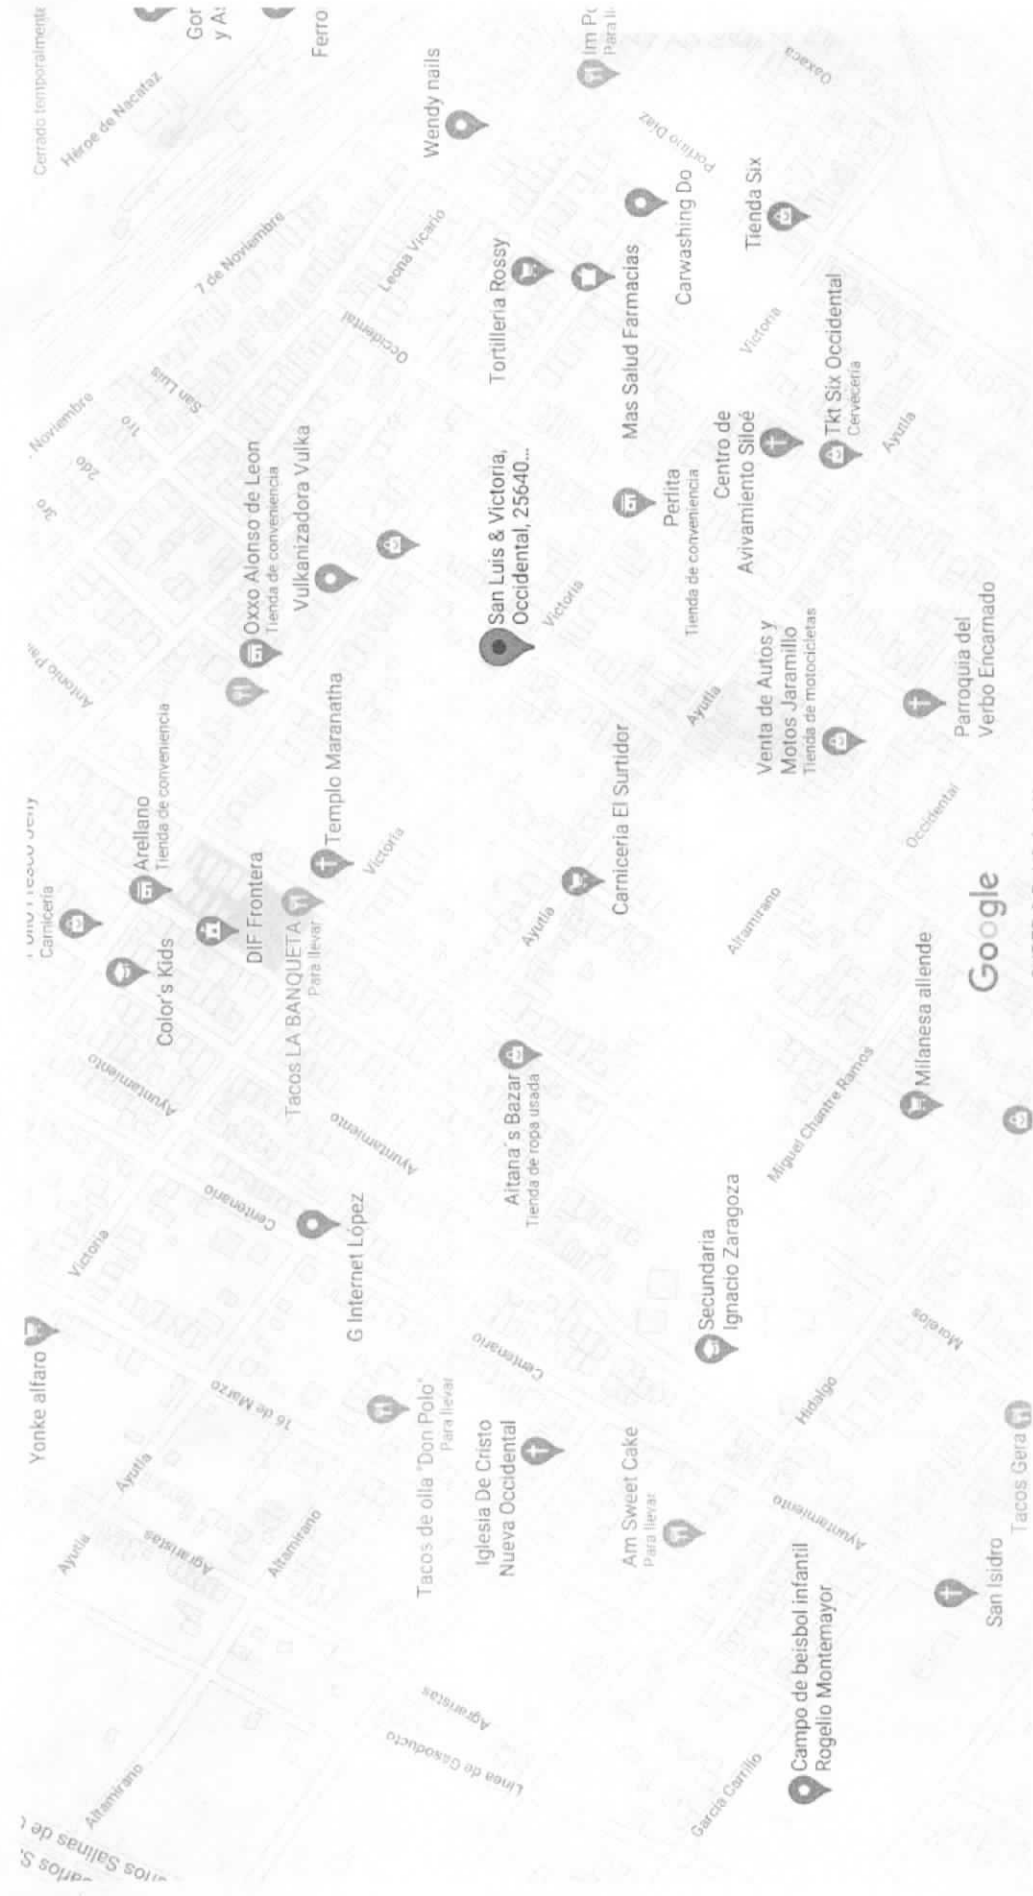 Yonke alfaro
Carnicería
Arellano
Tienda de conveniencia
Color's Kids
DIF Frontera
Tacos LA BANQUETA
Para llevar
Templo Maranatha
Oxxo Alonso de Leon
Tienda de conveniencia
Vulkanizadora Vulka
Cerrado temporalmente
Héroe de Nacataz
7 de Noviembre
Noviembre
1ro
2do
3ro
San Luis
Occidental
Leona Vicario
Wendy nails
Ferro
Victoria
Ayuntamiento
Ayuntamiento
Centenario
G Internet López
16 de Marzo
Ayutla
Ayutla
Agraristas
Altamirano
Altamirano
Victoria
Tacos de olla "Don Polo"
Para llevar
Iglesia De Cristo
Nueva Occidental
Centenario
Agraristas
Línea de Gasoducto
Aitana´s Bazar
Tienda de ropa usada
Ayutla
Carniceria El Surtidor
San Luis & Victoria,
Occidental, 25640...
Victoria
Tortilleria Rossy
Mas Salud Farmacias
Carwashing Do
Porfirio Díaz
Oaxaca
Tienda Six
Victoria
Perlita
Tienda de conveniencia
Centro de
Avivamiento Siloé
Tkt Six Occidental
Cervecería
Ayutla
Ayutla
Venta de Autos y
Motos Jaramillo
Tienda de motocicletas
Parroquia del
Verbo Encarnado
Occidental
Altamirano
Miguel Chantre Ramos
Milanesa allende
Google
Secundaria
Ignacio Zaragoza
Am Sweet Cake
Para llevar
Hidalgo
Morelos
Ayuntamiento
Campo de beisbol infantil
Rogelio Montemayor
García Carrillo
San Isidro
Tacos Gera